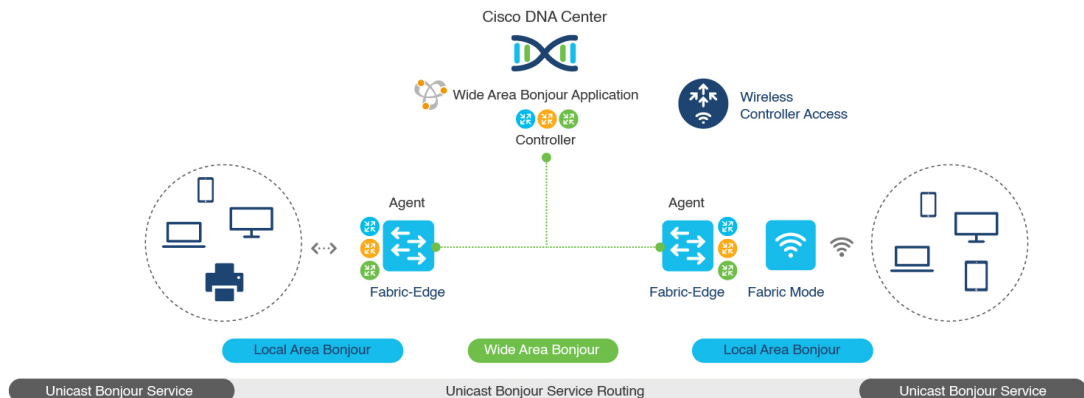 Cisco DNA Center
Wide Area Bonjour Application
Controller
Wireless
Controller Access
Agent
Agent
Fabric-Edge
Fabric-Edge
Fabric Mode
Local Area Bonjour
Wide Area Bonjour
Local Area Bonjour
Unicast Bonjour Service
Unicast Bonjour Service Routing
Unicast Bonjour Service